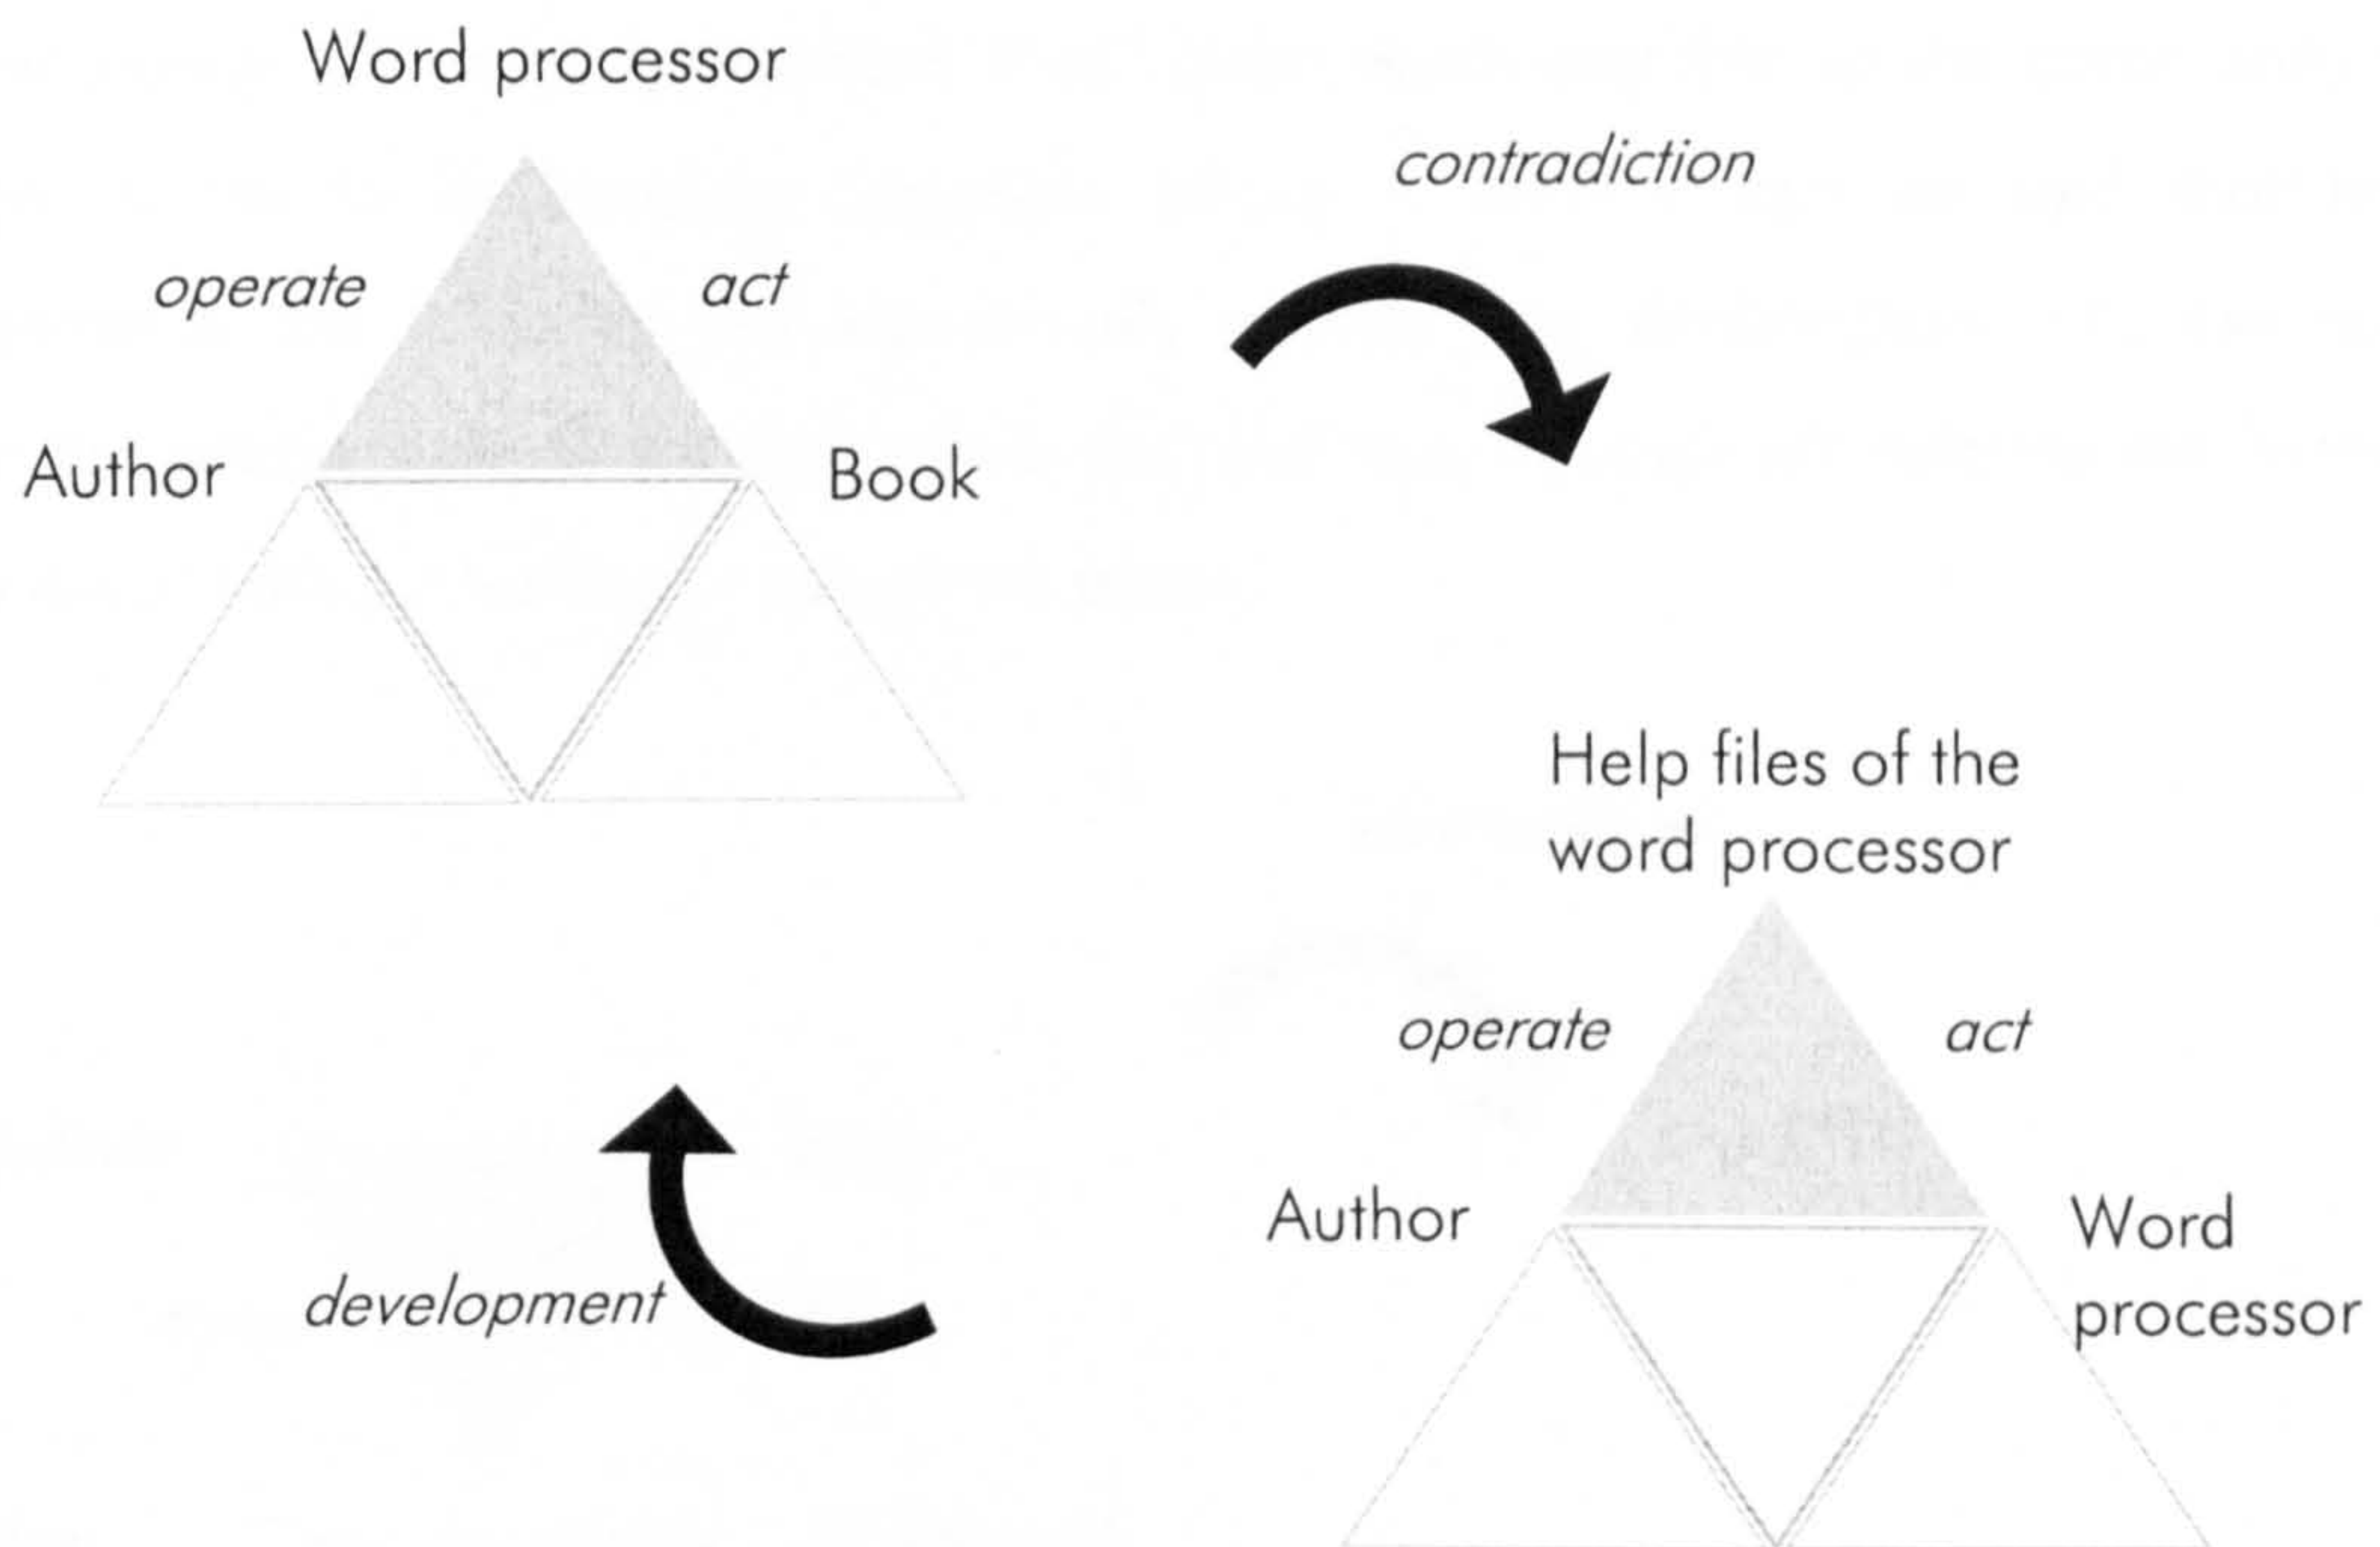 Word processor
contradiction
operate
act
Author
Book
Help files of the
word processor
operate
act
Author
Word
processor
development